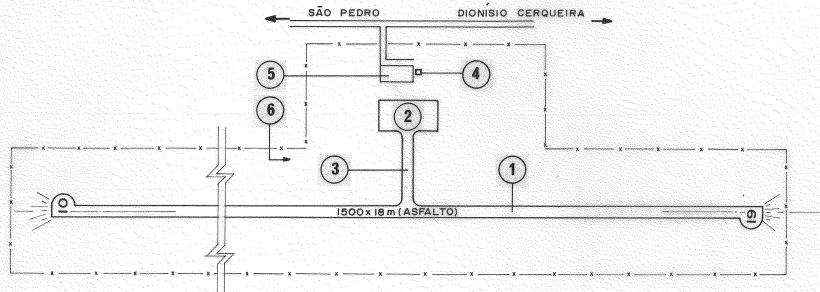 SÃO PEDRO
DIONÍSIO CERQUEIRA
5
4
6
2
3
1
10
1500 x 18 m (ASFALTO)
19